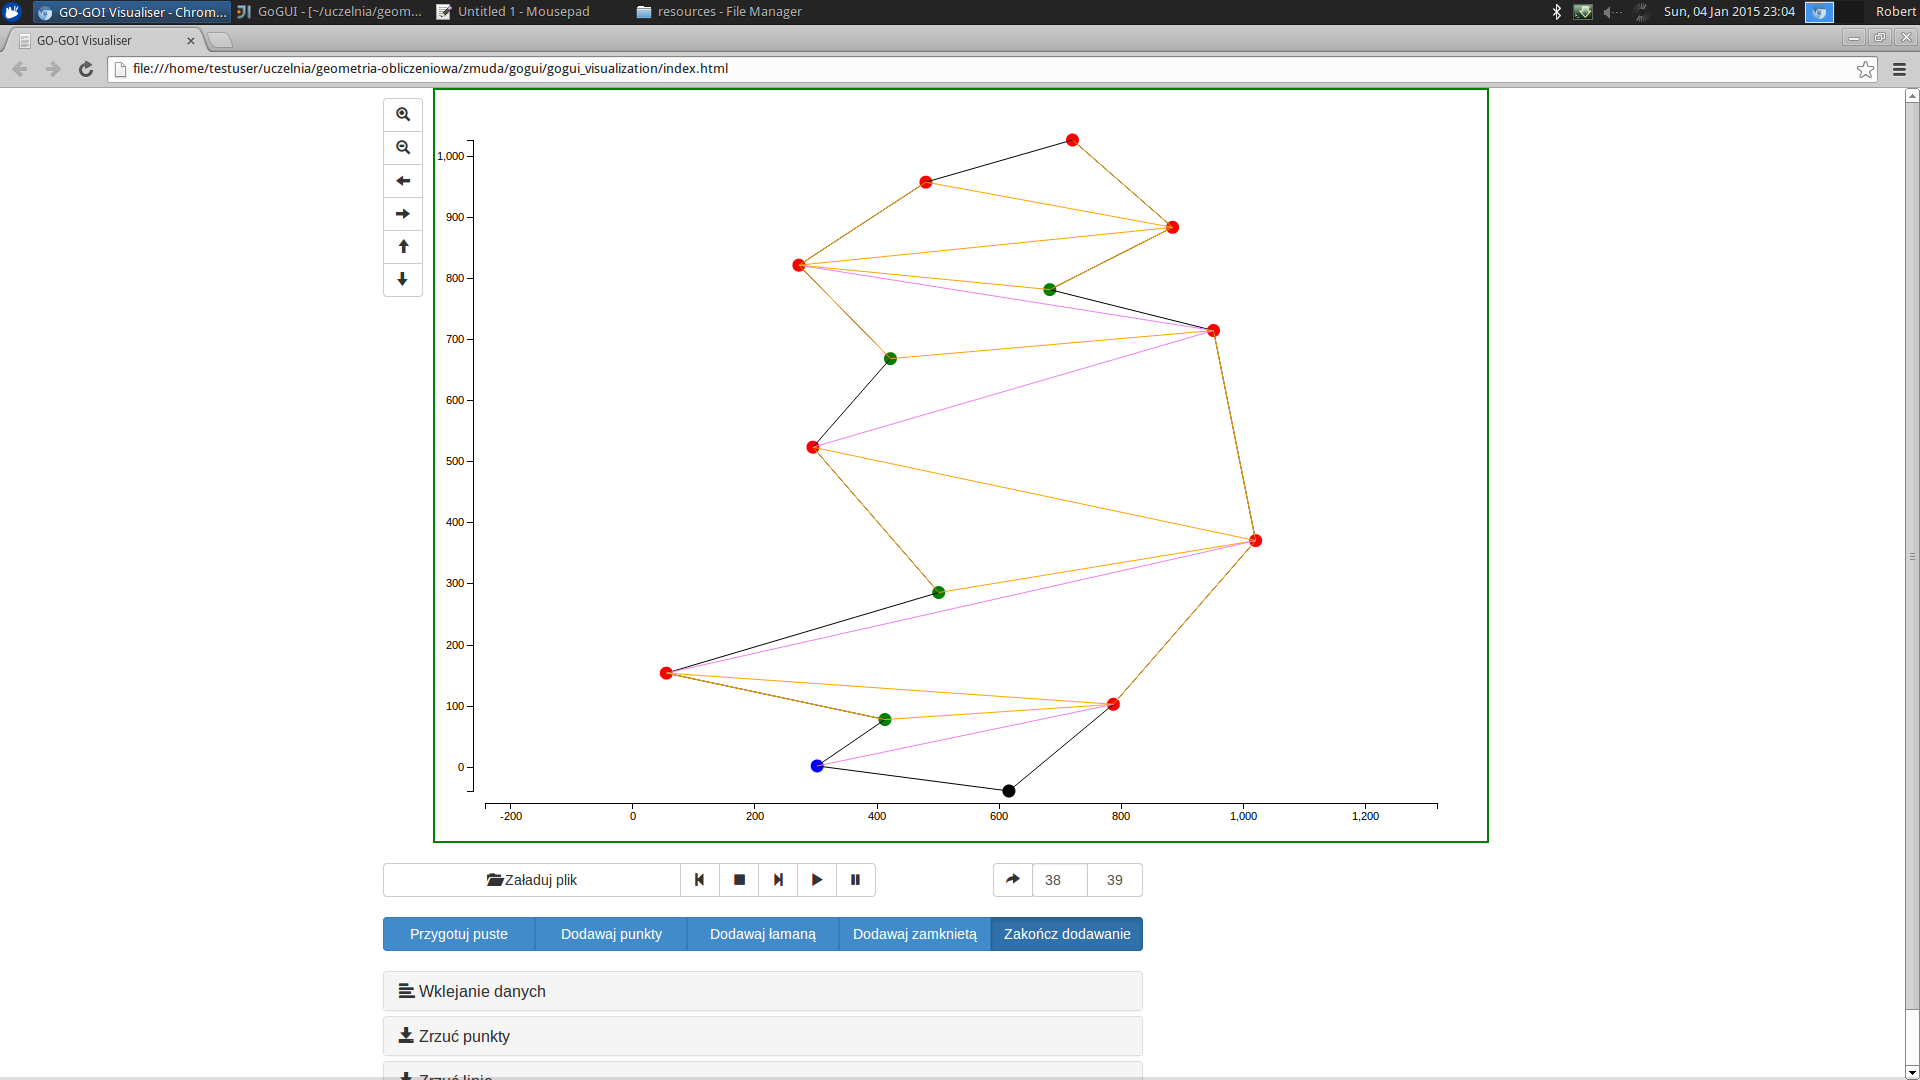 GO-GOI Visualiser - Chrom...
GoGUI - [~/uczelnia/geom...
Untitled 1 - Mousepad
resources - File Manager
Sun, 04 Jan 2015 23:04
Robert
GO-GOI Visualiser
file:///home/testuser/uczelnia/geometria-obliczeniowa/zmuda/gogui/gogui_visualization/index.html
1,000
900
800
700
600
500
400
300
200
100
0
-200
0
200
400
600
800
1,000
1,200
Załaduj plik
38
39
Przygotuj puste
Dodawaj punkty
Dodawaj łamaną
Dodawaj zamkniętą
Zakończ dodawanie
Wklejanie danych
Zrzuć punkty
Zrzuć linie